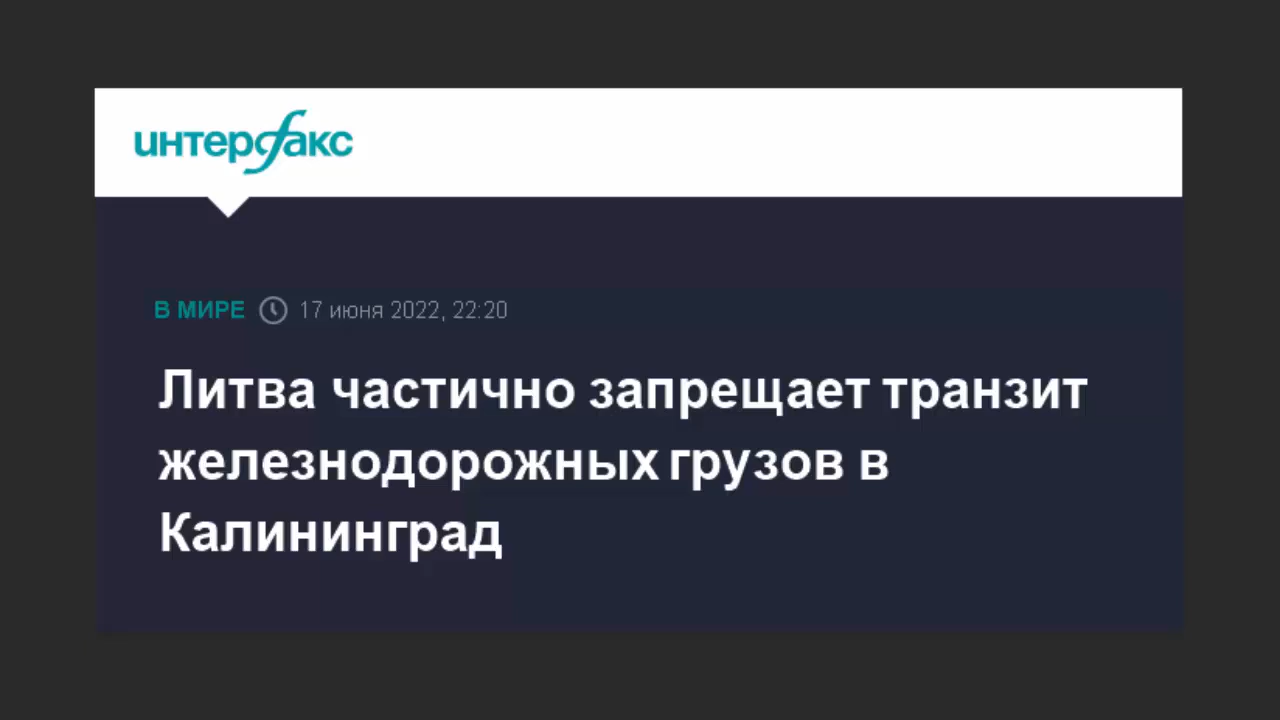 интерфакс
В МИРЕ 17 июня 2022, 22:20
Литва частично запрещает транзит
железнодорожных грузов в
Калининград